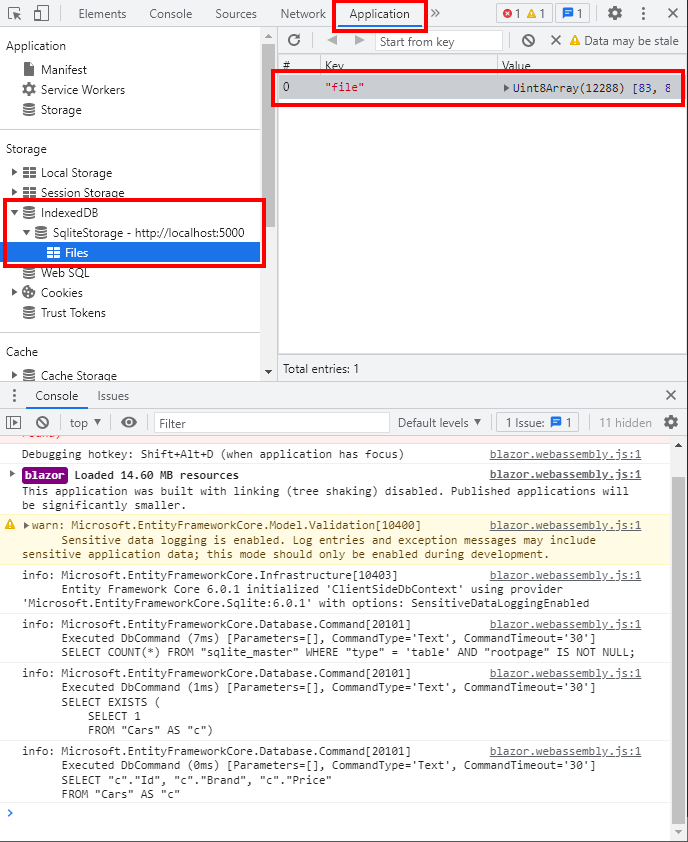 Elements Console Sources Network Application » 1 1 1
Application
Manifest
Service Workers
Storage
Storage
Local Storage
Session Storage
IndexedDB
SqliteStorage - http://localhost:5000
Files
Web SQL
Cookies
Trust Tokens
Cache
Cache Storage
Start from key Data may be stale
# Key Value
0 "file" Uint8Array(12288) [83, 8
Total entries: 1
Console Issues
top Filter Default levels 1 Issue: 1 11 hidden
Debugging hotkey: Shift+Alt+D (when application has focus) blazor.webassembly.js:1
blazor Loaded 14.60 MB resources blazor.webassembly.js:1
This application was built with linking (tree shaking) disabled. Published applications will
be significantly smaller.
warn: Microsoft.EntityFrameworkCore.Model.Validation[10400] blazor.webassembly.js:1
Sensitive data logging is enabled. Log entries and exception messages may include
sensitive application data; this mode should only be enabled during development.
info: Microsoft.EntityFrameworkCore.Infrastructure[10403] blazor.webassembly.js:1
Entity Framework Core 6.0.1 initialized 'ClientSideDbContext' using provider
'Microsoft.EntityFrameworkCore.Sqlite:6.0.1' with options: SensitiveDataLoggingEnabled
info: Microsoft.EntityFrameworkCore.Database.Command[20101] blazor.webassembly.js:1
Executed DbCommand (7ms) [Parameters=[], CommandType='Text', CommandTimeout='30']
SELECT COUNT(*) FROM "sqlite_master" WHERE "type" = 'table' AND "rootpage" IS NOT NULL;
info: Microsoft.EntityFrameworkCore.Database.Command[20101] blazor.webassembly.js:1
Executed DbCommand (1ms) [Parameters=[], CommandType='Text', CommandTimeout='30']
SELECT EXISTS (
SELECT 1
FROM "Cars" AS "c")
info: Microsoft.EntityFrameworkCore.Database.Command[20101] blazor.webassembly.js:1
Executed DbCommand (0ms) [Parameters=[], CommandType='Text', CommandTimeout='30']
SELECT "c"."Id", "c"."Brand", "c"."Price"
FROM "Cars" AS "c"